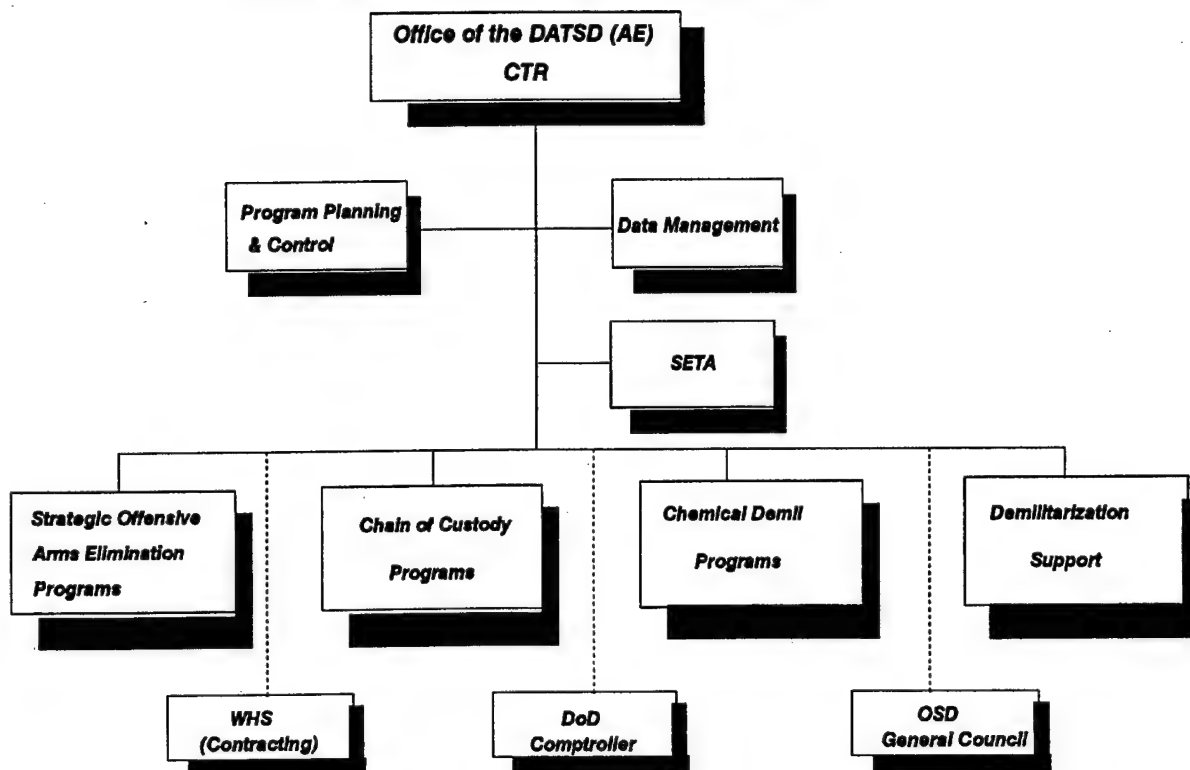 Office of the DATSD (AE)
CTR
Program Planning
& Control
Data Management
SETA
Strategic Offensive
Arms Elimination
Programs
Chain of Custody
Programs
Chemical Demil
Programs
Demilitarization
Support
WHS
(Contracting)
DoD
Comptroller
OSD
General Council